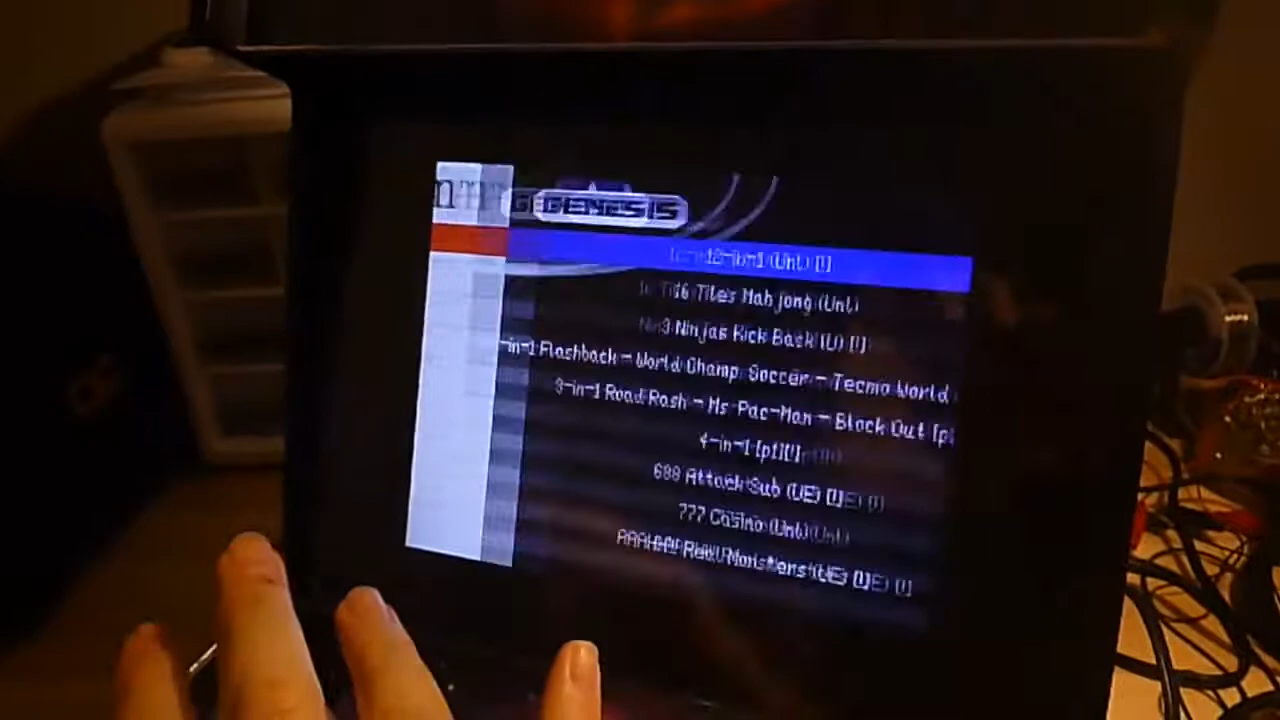 GENESIS
12-in-1 (Unl) [!]
16 Tiles Mahjong (Unl)
3 Ninjas Kick Back (U) [!]
-in-1 Flashback - World Champ. Soccer - Tecmo World
3-in-1 Road Rash - Ms Pac-Man - Block Out [p
4-in-1 [p1][!]
688 Attack Sub (UE) [!]
777 Casino (Unl)
AAAHH!!! Real Monsters (UE) [!]